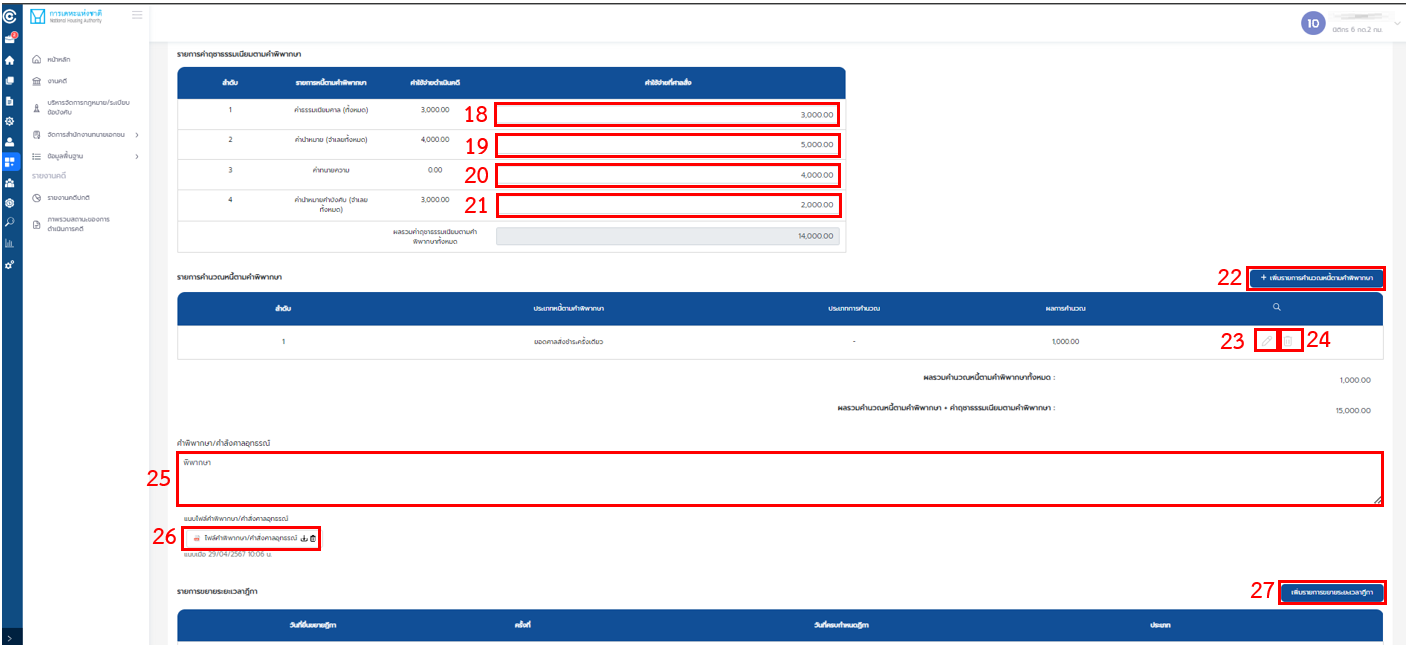 การเคหะแห่งชาติ
National Housing Authority
10
นิติกร 6 กด.2 กม.
หน้าหลัก
งานคดี
บริหารจัดการกฎหมาย/ระเบียบ
ข้อบังคับ
จัดการสำนักงานทนายเอกชน
ข้อมูลพื้นฐาน
รายงานคดี
รายงานคดีปกติ
ภาพรวมสถานะของการ
ดำเนินการคดี
รายการค่าฤชาธรรมเนียมตามคำพิพากษา
ลำดับ รายการหนี้ตามคำพิพากษา ค่าใช้จ่ายดำเนินคดี ค่าใช้จ่ายที่ศาลสั่ง
1 ค่าธรรมเนียมศาล (ทั้งหมด) 3,000.00 18 3,000.00
2 ค่านำหมาย (จำเลยทั้งหมด) 4,000.00 19 5,000.00
3 ค่าทนายความ 0.00 20 4,000.00
4 ค่านำหมายคำบังคับ (จำเลย
ทั้งหมด) 3,000.00 21 2,000.00
ผลรวมค่าฤชาธรรมเนียมตามคำ
พิพากษาทั้งหมด 14,000.00
รายการคำนวณหนี้ตามคำพิพากษา
22 + เพิ่มรายการคำนวณหนี้ตามคำพิพากษา
ลำดับ ประเภทหนี้ตามคำพิพากษา ประเภทการคำนวณ ผลการคำนวณ
1 ยอดศาลสั่งชำระครั้งเดียว - 1,000.00 23 24
ผลรวมคำนวณหนี้ตามคำพิพากษาทั้งหมด : 1,000.00
ผลรวมคำนวณหนี้ตามคำพิพากษา + ค่าฤชาธรรมเนียมตามคำพิพากษา : 15,000.00
คำพิพากษา/คำสั่งศาลอุทธรณ์
25 พิพากษา
แนบไฟล์คำพิพากษา/คำสั่งศาลอุทธรณ์
26 ไฟล์คำพิพากษา/คำสั่งศาลอุทธรณ์
แนบเมื่อ 29/04/2567 10:06 น.
รายการขยายระยะเวลาฎีกา
27 เพิ่มรายการขยายระยะเวลาฎีกา
วันที่ยื่นขยายฎีกา ครั้งที่ วันที่ครบกำหนดฎีกา ประเภท